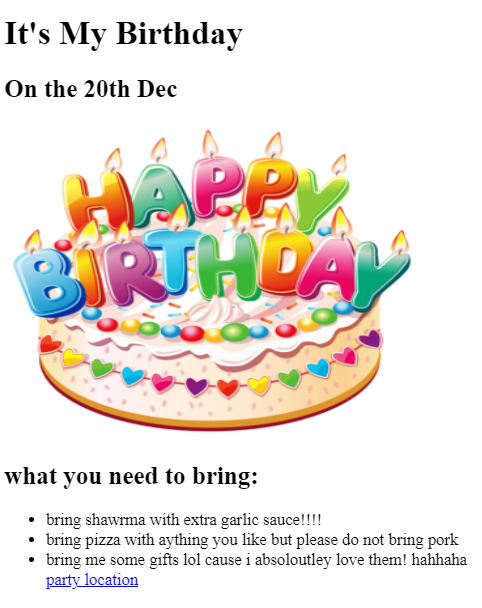 It's My Birthday
On the 20th Dec
HAPPY
BIRTHDAY
what you need to bring:
bring shawrma with extra garlic sauce!!!!
bring pizza with aything you like but please do not bring pork
bring me some gifts lol cause i absoloutley love them! hahhaha
party location